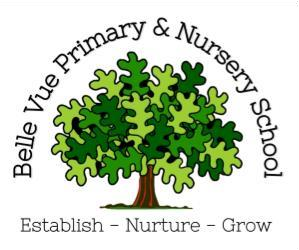 Belle Vue Primary & Nursery School
Establish - Nurture - Grow